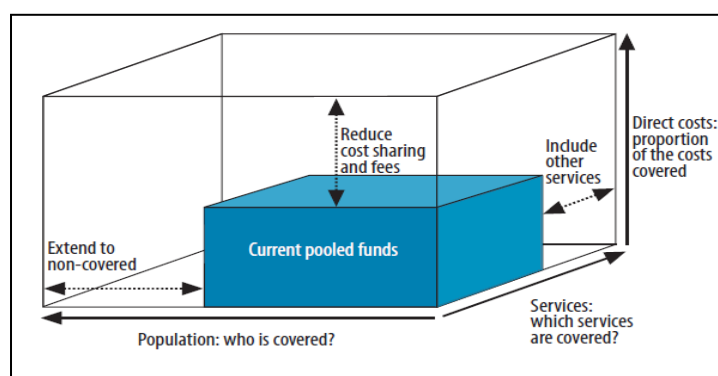 Reduce
cost sharing
and fees
Include
other
services
Direct costs:
proportion
of the costs
covered
Extend to
non-covered
Current pooled funds
Services:
which services
are covered?
Population: who is covered?